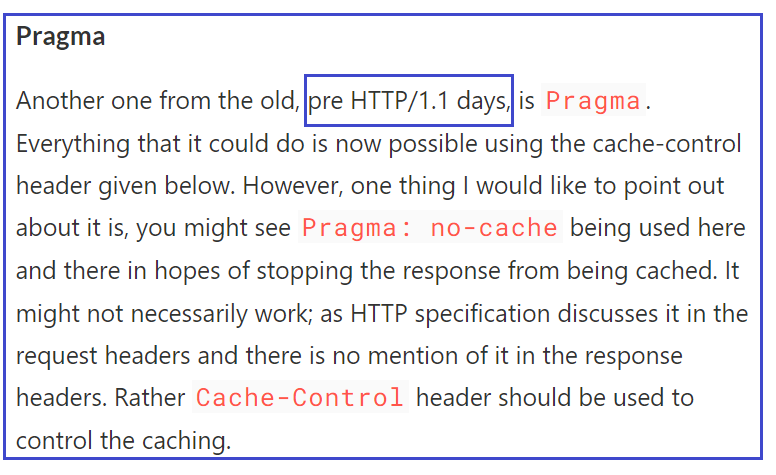 Pragma
Another one from the old, pre HTTP/1.1 days, is Pragma.
Everything that it could do is now possible using the cache-control
header given below. However, one thing I would like to point out
about it is, you might see Pragma: no-cache being used here
and there in hopes of stopping the response from being cached. It
might not necessarily work; as HTTP specification discusses it in the
request headers and there is no mention of it in the response
headers. Rather Cache-Control header should be used to
control the caching.